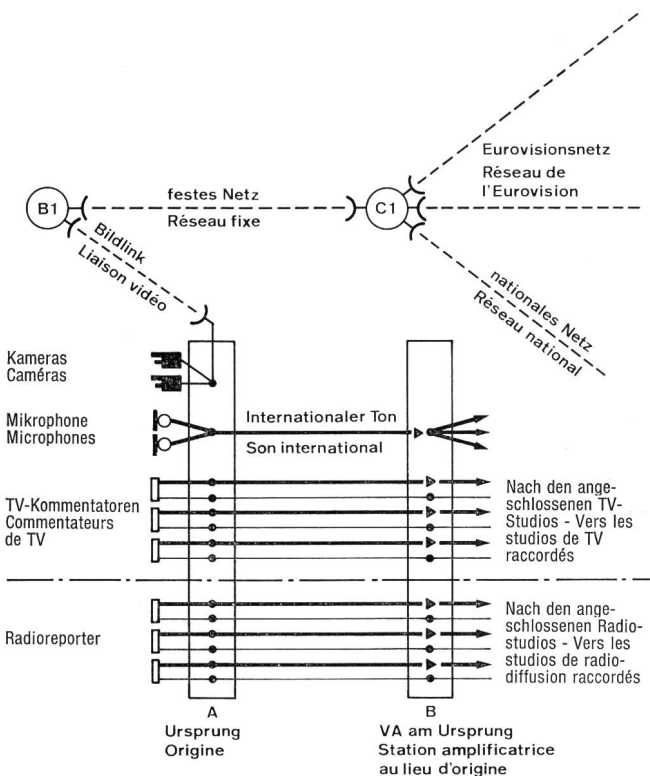 Eurovisionsnetz
Réseau de
l'Eurovision
B1
festes Netz
Réseau fixe
C1
Bildlink
Liaison vidéo
nationales Netz
Réseau national
Kameras
Caméras
Mikrophone
Microphones
Internationaler Ton
Son international
TV-Kommentatoren
Commentateurs
de TV
Nach den ange-
schlossenen TV-
Studios - Vers les
studios de TV
raccordés
Radioreporter
Nach den ange-
schlossenen Radio-
studios - Vers les
studios de radio-
diffusion raccordés
A
Ursprung
Origine
B
VA am Ursprung
Station amplificatrice
au lieu d'origine